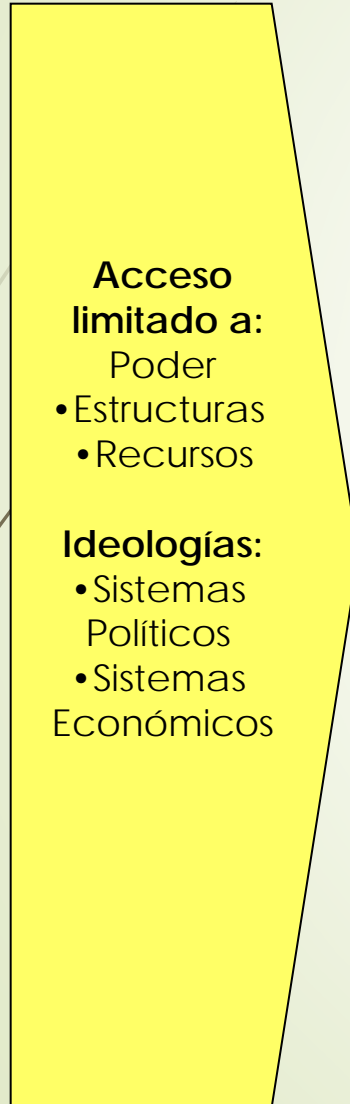 Acceso
limitado a:
Poder
•Estructuras
•Recursos
Ideologías:
•Sistemas
Políticos
•Sistemas
Económicos